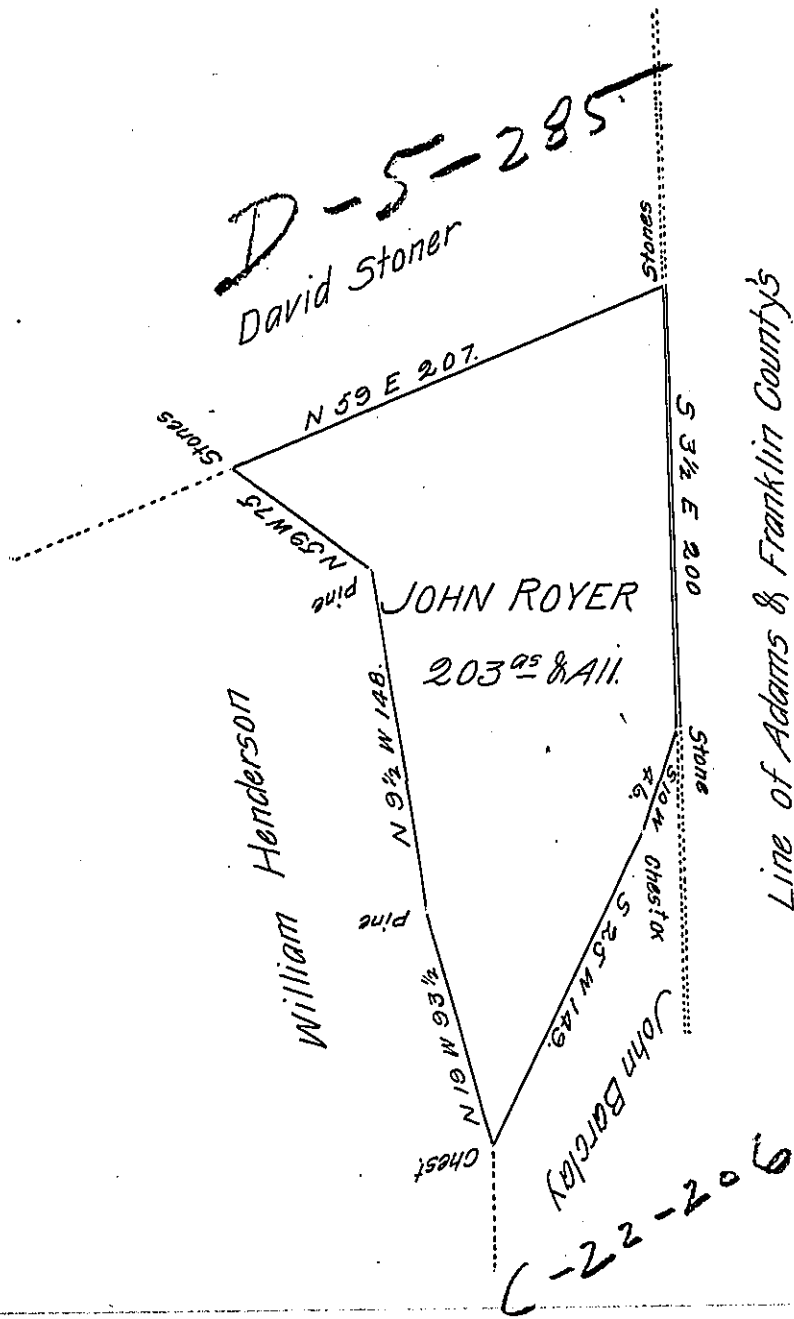 D-5-285
David Stoner
Stones
N 59 E 207.
Stones
N 59 W 75
pine
JOHN ROYER
203 as & All.
S 3½ E 200
Line of Adams & Franklin County's
N 9½ W 148.
William Henderson
Stone
S 10 W 46.
chest ok
pine
S 25 W 149.
N 19 W 93½
John Barclay
Chest
C-22-206